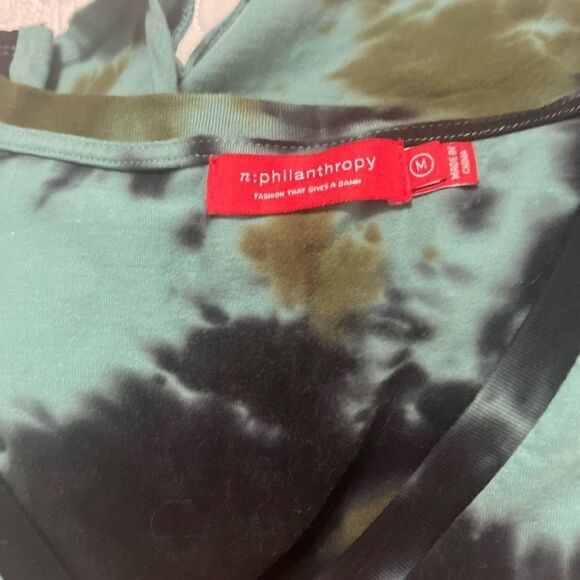 n:philanthropy
FASHION THAT GIVES A DAMN
M
MADE IN
CHINA